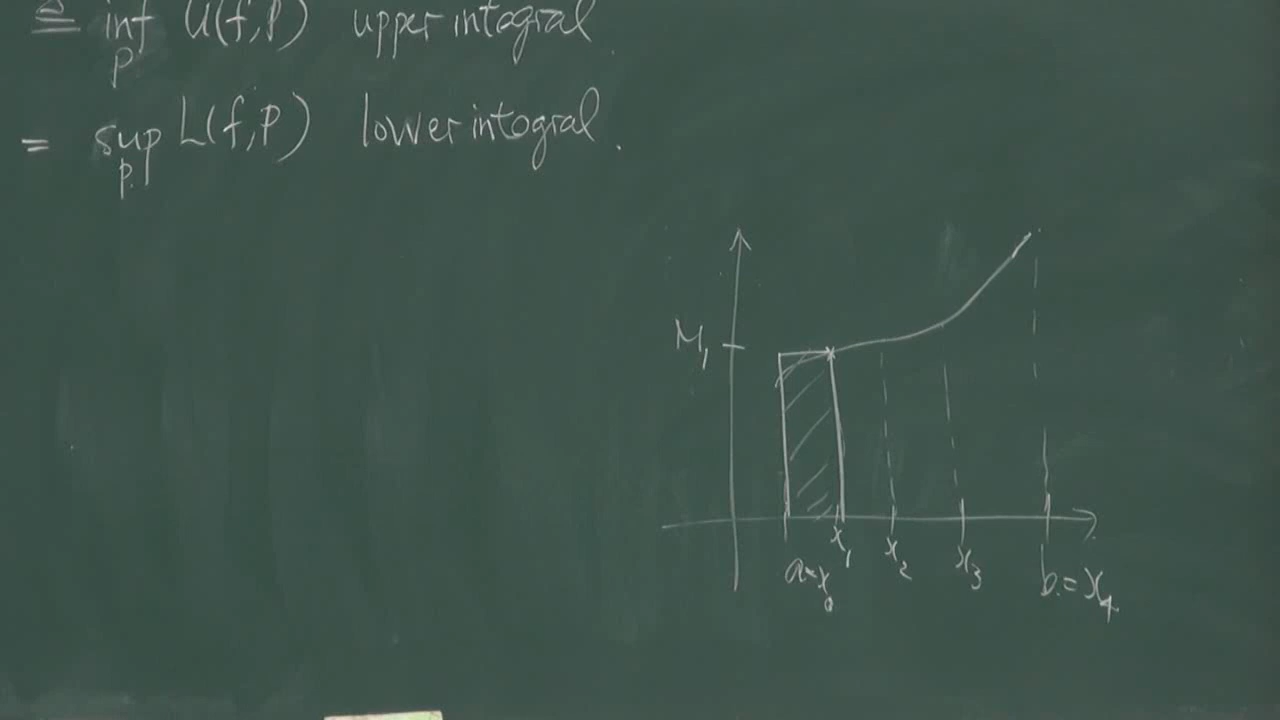 ≜ inf U(f,P) upper integral
P
= sup L(f,P) lower integral.
P
M₁
x₁ x₂ x₃
a=x₀ b=x₄